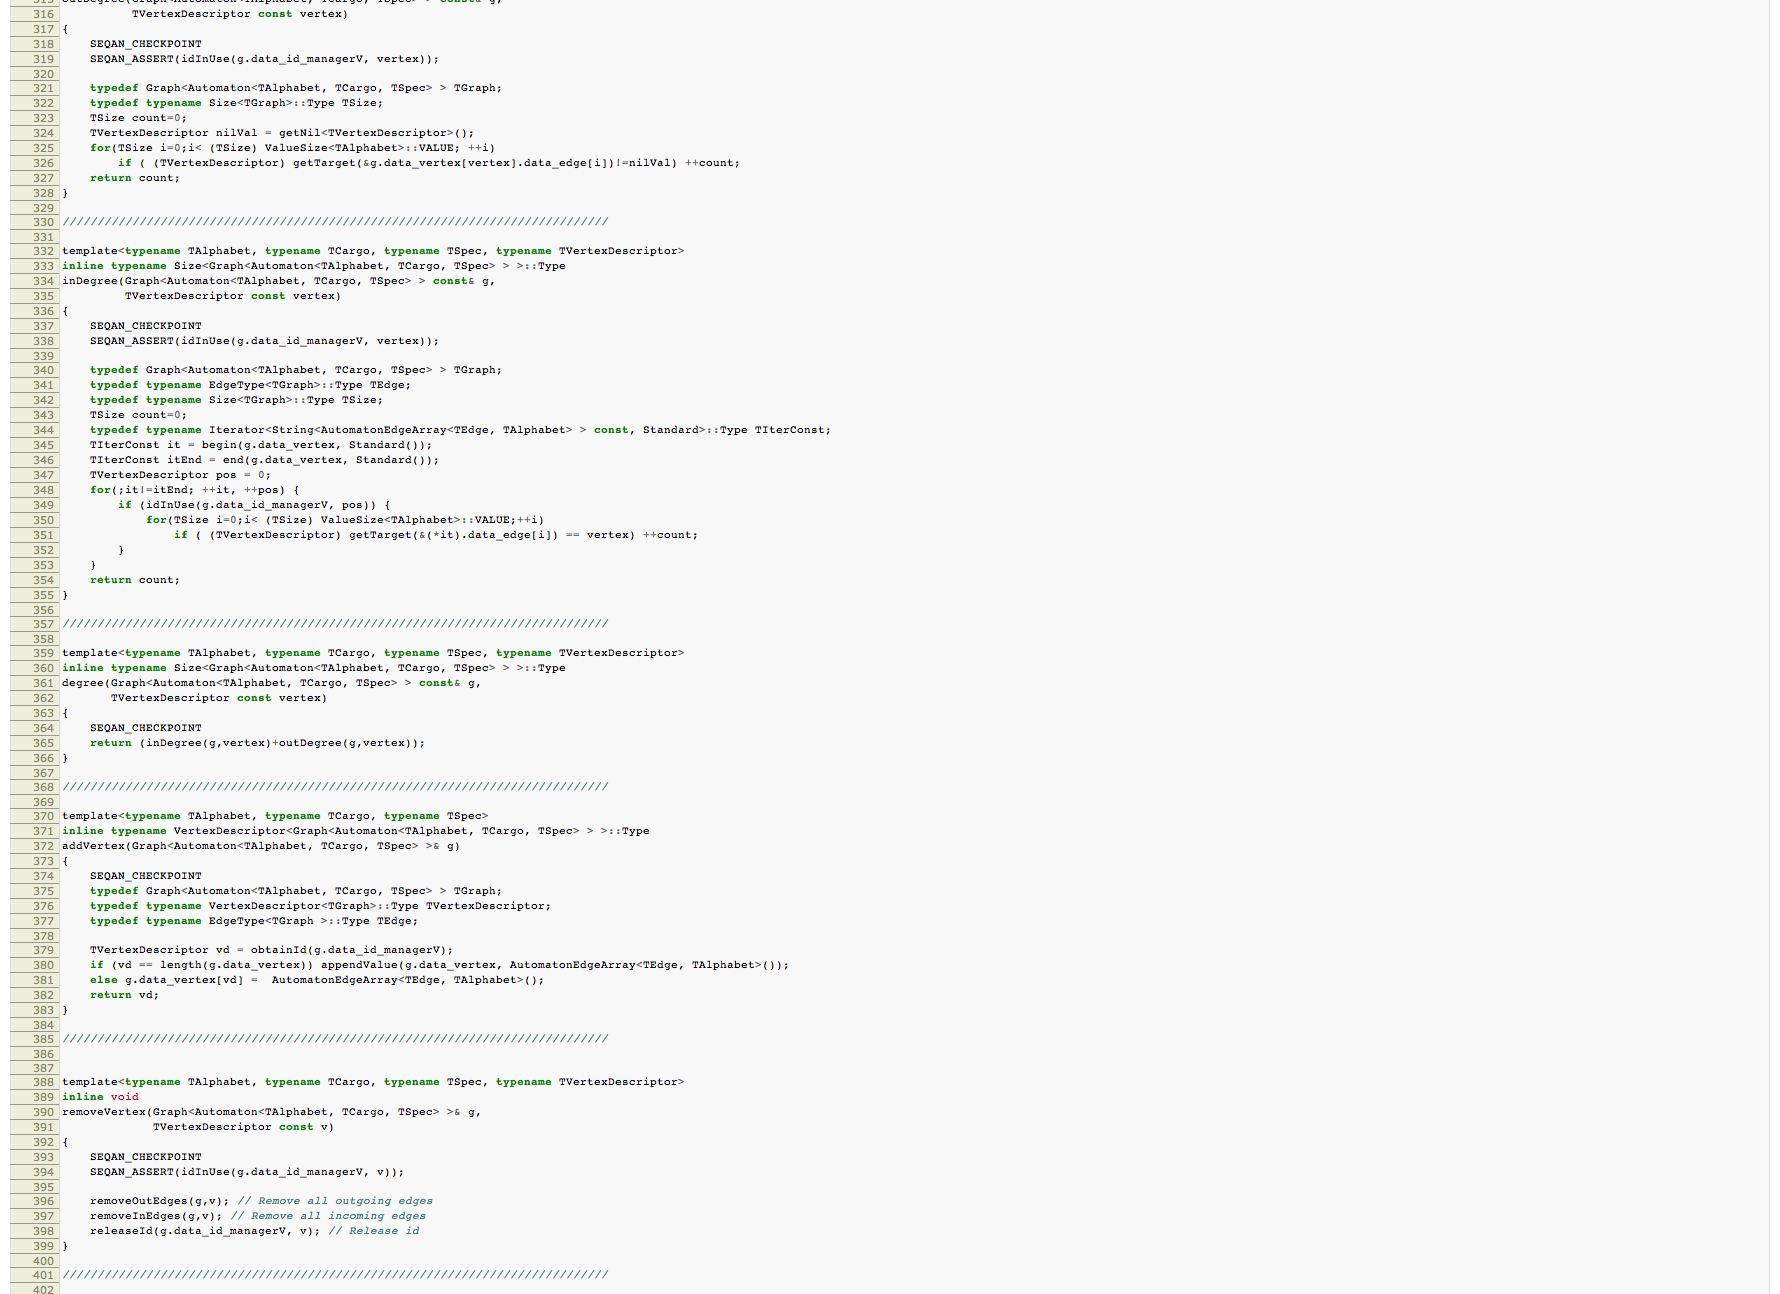 315 outDegree(Graph<Automaton<TAlphabet, TCargo, TSpec> > const& g,
316           TVertexDescriptor const vertex)
317 {
318     SEQAN_CHECKPOINT
319     SEQAN_ASSERT(idInUse(g.data_id_managerV, vertex));
320
321     typedef Graph<Automaton<TAlphabet, TCargo, TSpec> > TGraph;
322     typedef typename Size<TGraph>::Type TSize;
323     TSize count=0;
324     TVertexDescriptor nilVal = getNil<TVertexDescriptor>();
325     for(TSize i=0;i< (TSize) ValueSize<TAlphabet>::VALUE; ++i)
326         if ( (TVertexDescriptor) getTarget(&g.data_vertex[vertex].data_edge[i])!=nilVal) ++count;
327     return count;
328 }
329
330 //////////////////////////////////////////////////////////////////////////////
331
332 template<typename TAlphabet, typename TCargo, typename TSpec, typename TVertexDescriptor>
333 inline typename Size<Graph<Automaton<TAlphabet, TCargo, TSpec> > >::Type
334 inDegree(Graph<Automaton<TAlphabet, TCargo, TSpec> > const& g,
335          TVertexDescriptor const vertex)
336 {
337     SEQAN_CHECKPOINT
338     SEQAN_ASSERT(idInUse(g.data_id_managerV, vertex));
339
340     typedef Graph<Automaton<TAlphabet, TCargo, TSpec> > TGraph;
341     typedef typename EdgeType<TGraph>::Type TEdge;
342     typedef typename Size<TGraph>::Type TSize;
343     TSize count=0;
344     typedef typename Iterator<String<AutomatonEdgeArray<TEdge, TAlphabet> > const, Standard>::Type TIterConst;
345     TIterConst it = begin(g.data_vertex, Standard());
346     TIterConst itEnd = end(g.data_vertex, Standard());
347     TVertexDescriptor pos = 0;
348     for(;it!=itEnd; ++it, ++pos) {
349         if (idInUse(g.data_id_managerV, pos)) {
350             for(TSize i=0;i< (TSize) ValueSize<TAlphabet>::VALUE;++i)
351                 if ( (TVertexDescriptor) getTarget(&(*it).data_edge[i]) == vertex) ++count;
352         }
353     }
354     return count;
355 }
356
357 //////////////////////////////////////////////////////////////////////////////
358
359 template<typename TAlphabet, typename TCargo, typename TSpec, typename TVertexDescriptor>
360 inline typename Size<Graph<Automaton<TAlphabet, TCargo, TSpec> > >::Type
361 degree(Graph<Automaton<TAlphabet, TCargo, TSpec> > const& g,
362        TVertexDescriptor const vertex)
363 {
364     SEQAN_CHECKPOINT
365     return (inDegree(g,vertex)+outDegree(g,vertex));
366 }
367
368 //////////////////////////////////////////////////////////////////////////////
369
370 template<typename TAlphabet, typename TCargo, typename TSpec>
371 inline typename VertexDescriptor<Graph<Automaton<TAlphabet, TCargo, TSpec> > >::Type
372 addVertex(Graph<Automaton<TAlphabet, TCargo, TSpec> >& g)
373 {
374     SEQAN_CHECKPOINT
375     typedef Graph<Automaton<TAlphabet, TCargo, TSpec> > TGraph;
376     typedef typename VertexDescriptor<TGraph>::Type TVertexDescriptor;
377     typedef typename EdgeType<TGraph >::Type TEdge;
378
379     TVertexDescriptor vd = obtainId(g.data_id_managerV);
380     if (vd == length(g.data_vertex)) appendValue(g.data_vertex, AutomatonEdgeArray<TEdge, TAlphabet>());
381     else g.data_vertex[vd] =  AutomatonEdgeArray<TEdge, TAlphabet>();
382     return vd;
383 }
384
385 //////////////////////////////////////////////////////////////////////////////
386
387
388 template<typename TAlphabet, typename TCargo, typename TSpec, typename TVertexDescriptor>
389 inline void
390 removeVertex(Graph<Automaton<TAlphabet, TCargo, TSpec> >& g,
391              TVertexDescriptor const v)
392 {
393     SEQAN_CHECKPOINT
394     SEQAN_ASSERT(idInUse(g.data_id_managerV, v));
395
396     removeOutEdges(g,v); // Remove all outgoing edges
397     removeInEdges(g,v); // Remove all incoming edges
398     releaseId(g.data_id_managerV, v); // Release id
399 }
400
401 //////////////////////////////////////////////////////////////////////////////
402